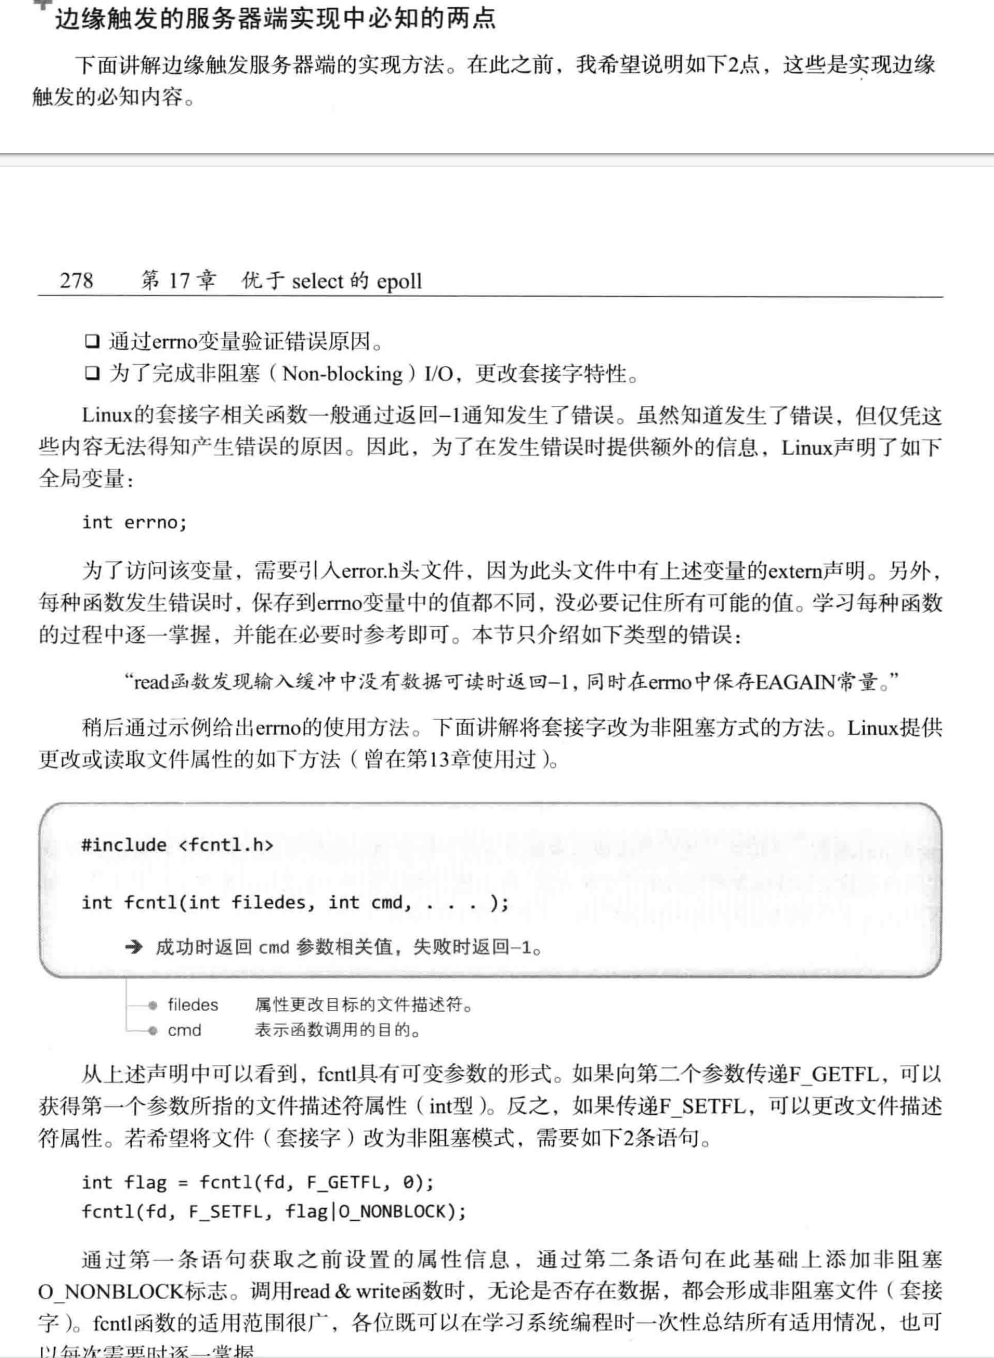 边缘触发的服务器端实现中必知的两点
下面讲解边缘触发服务器端的实现方法。在此之前，我希望说明如下2点，这些是实现边缘
触发的必知内容。
278 第 17 章 优于 select 的 epoll
❑ 通过errno变量验证错误原因。
❑ 为了完成非阻塞（Non-blocking）I/O，更改套接字特性。
Linux的套接字相关函数一般通过返回–1通知发生了错误。虽然知道发生了错误，但仅凭这
些内容无法得知产生错误的原因。因此，为了在发生错误时提供额外的信息，Linux声明了如下
全局变量：
int errno;
为了访问该变量，需要引入error.h头文件，因为此头文件中有上述变量的extern声明。另外，
每种函数发生错误时，保存到errno变量中的值都不同，没必要记住所有可能的值。学习每种函数
的过程中逐一掌握，并能在必要时参考即可。本节只介绍如下类型的错误：
“read函数发现输入缓冲中没有数据可读时返回–1，同时在errno中保存EAGAIN常量。”
稍后通过示例给出errno的使用方法。下面讲解将套接字改为非阻塞方式的方法。Linux提供
更改或读取文件属性的如下方法（曾在第13章使用过）。
#include <fcntl.h>
int fcntl(int filedes, int cmd, . . . );
➔ 成功时返回 cmd 参数相关值，失败时返回–1。
filedes 属性更改目标的文件描述符。
cmd 表示函数调用的目的。
从上述声明中可以看到，fcntl具有可变参数的形式。如果向第二个参数传递F_GETFL，可以
获得第一个参数所指的文件描述符属性（int型）。反之，如果传递F_SETFL，可以更改文件描述
符属性。若希望将文件（套接字）改为非阻塞模式，需要如下2条语句。
int flag = fcntl(fd, F_GETFL, 0);
fcntl(fd, F_SETFL, flag|O_NONBLOCK);
通过第一条语句获取之前设置的属性信息，通过第二条语句在此基础上添加非阻塞
O_NONBLOCK标志。调用read & write函数时，无论是否存在数据，都会形成非阻塞文件（套接
字）。fcntl函数的适用范围很广，各位既可以在学习系统编程时一次性总结所有适用情况，也可
以每次需要时逐一掌握